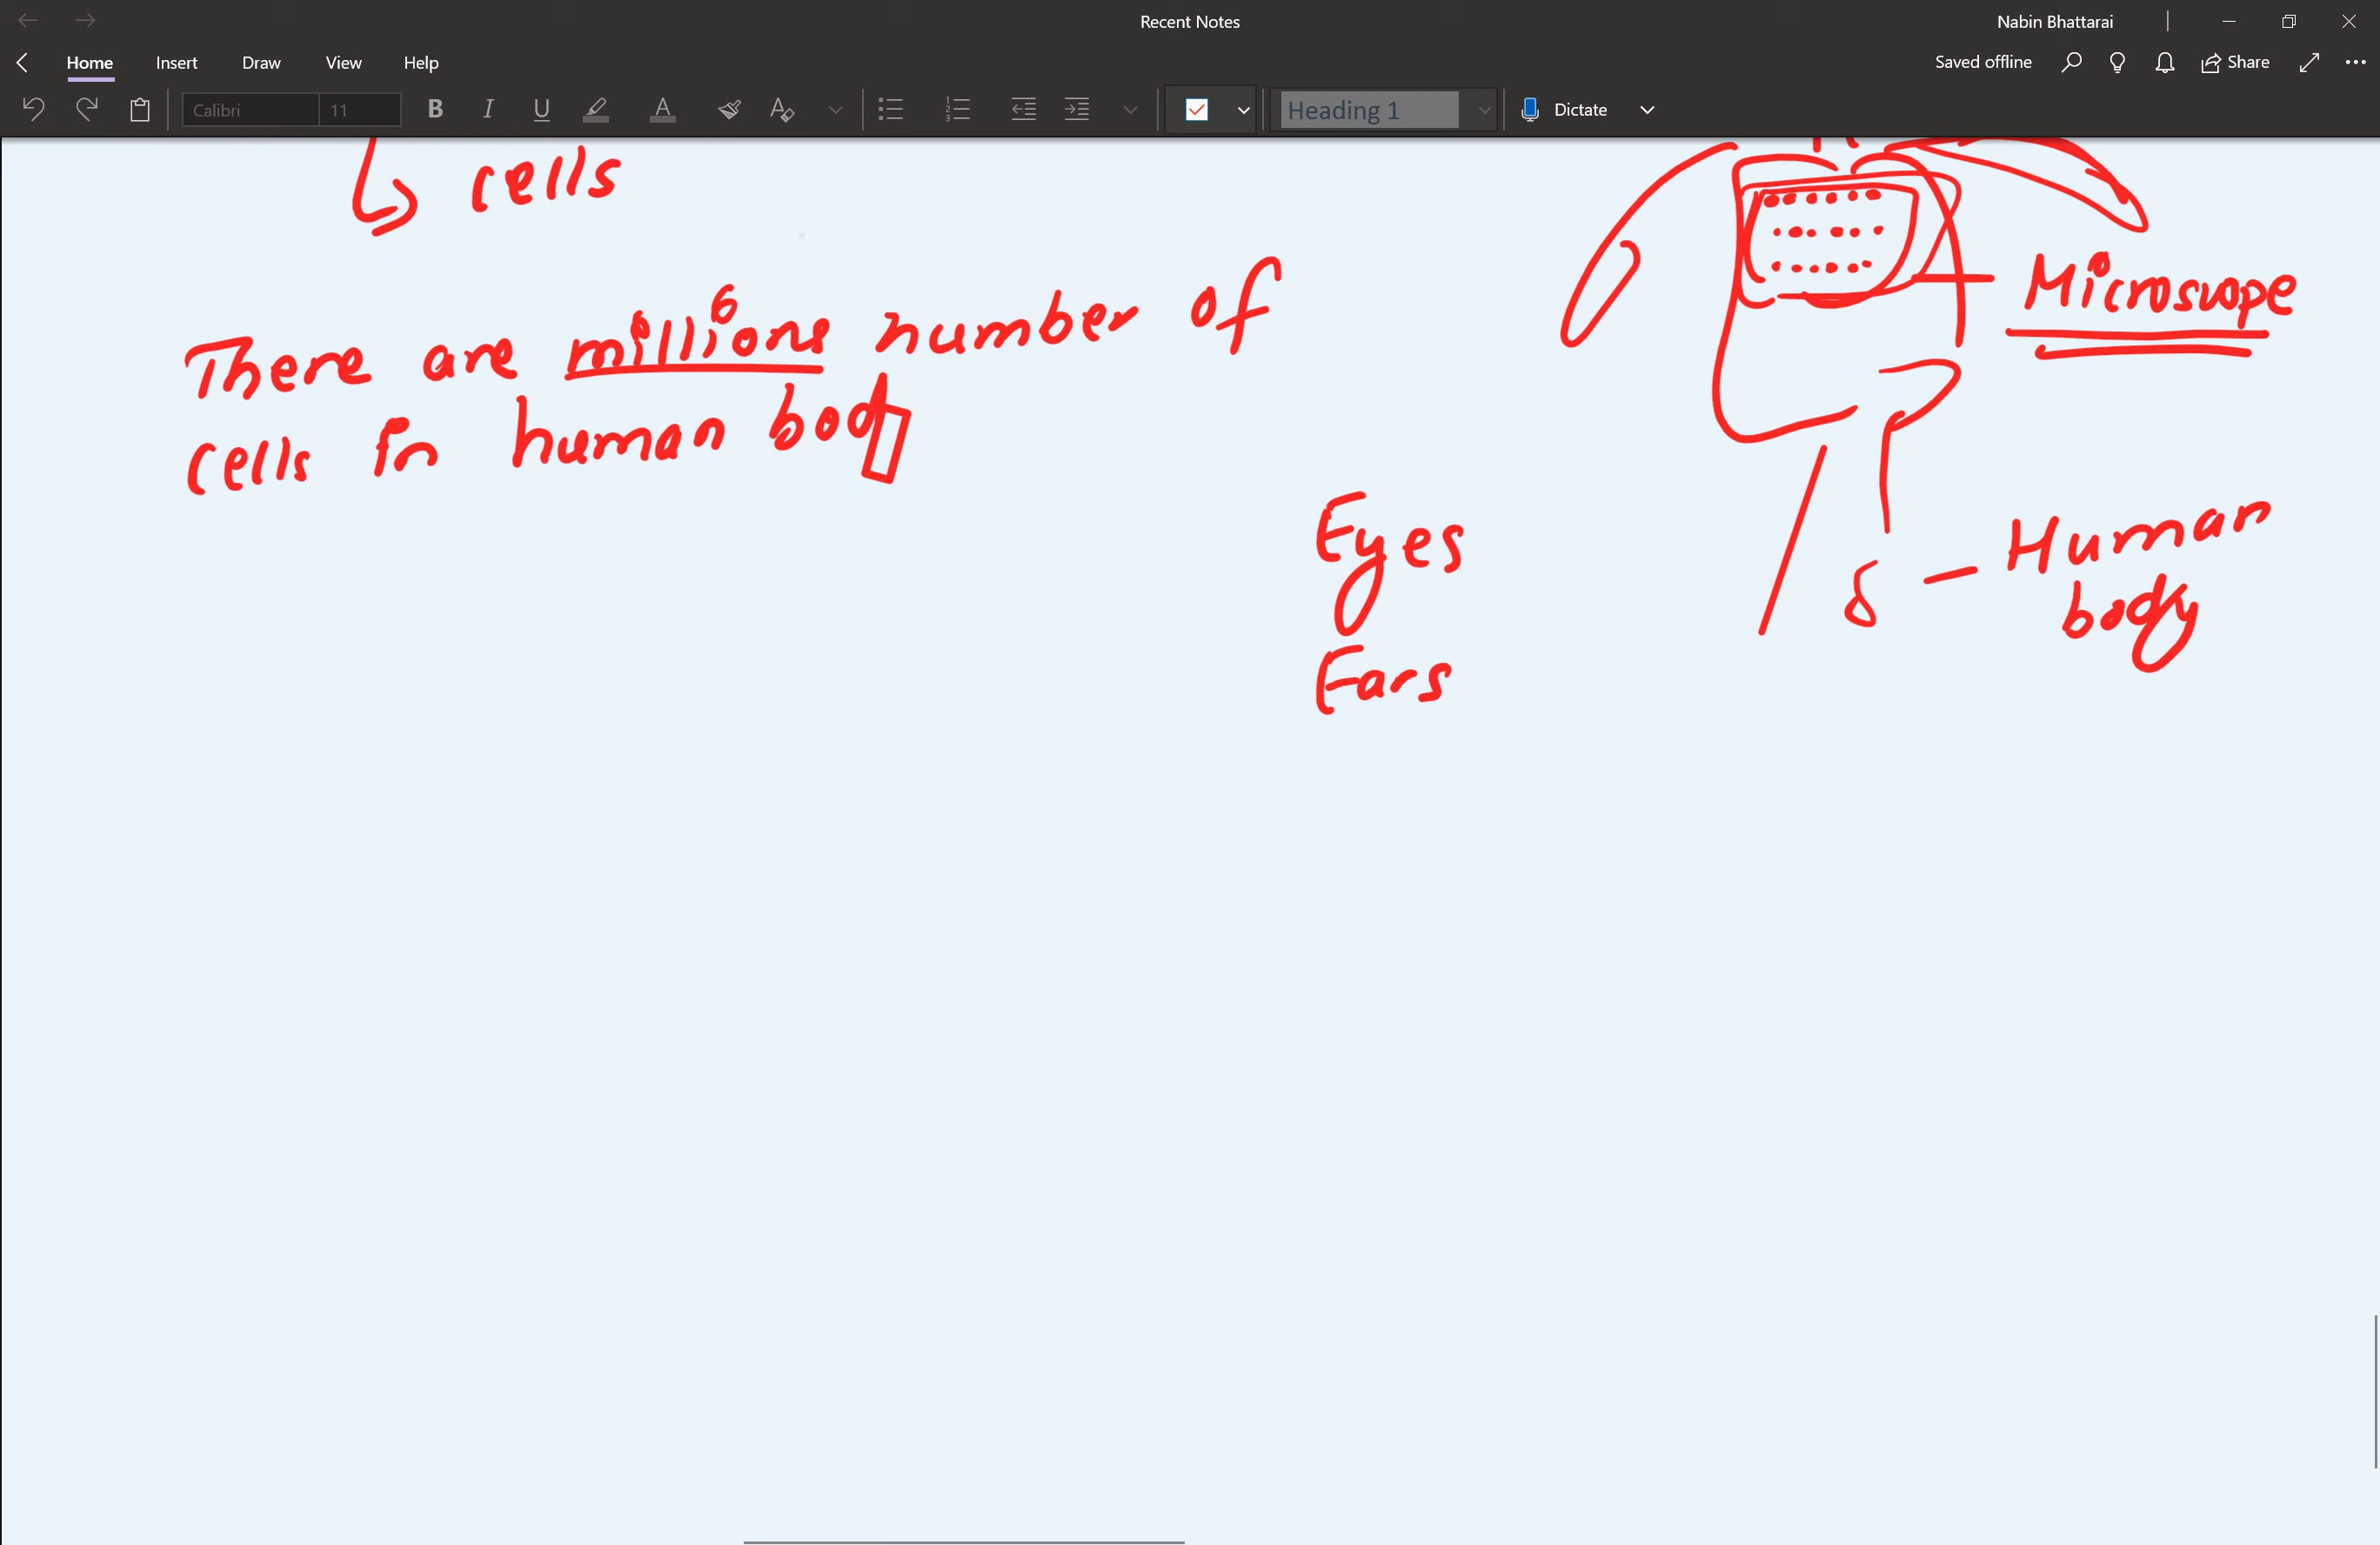 Recent Notes
Nabin Bhattarai
Home Insert Draw View Help
Saved offline
Share
Calibri 11 B I U A A Heading 1 Dictate
cells
There are millions number of
cells in human body
Microscope
Human
body
Eyes
Ears